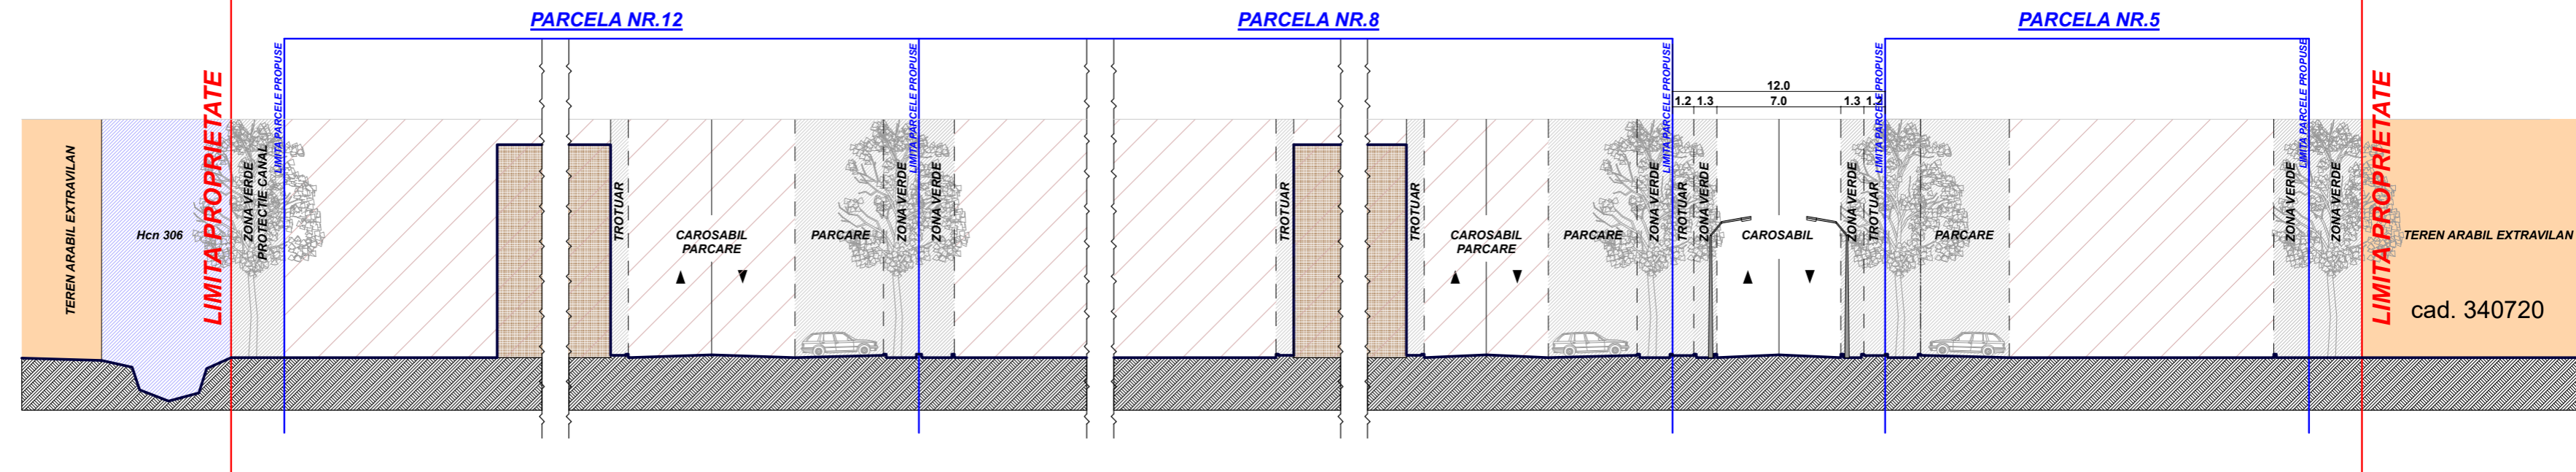 PARCELA NR.12
PARCELA NR.8
PARCELA NR.5
12.0
1.2 1.3 7.0 1.3 1.2
TEREN ARABIL EXTRAVILAN
Hcn 306
LIMITA PROPRIETATE
ZONA VERDE
PROTECTIE CANAL
LIMITA PARCELE PROPUSE
TROTUAR
CAROSABIL
PARCARE
PARCARE
ZONA VERDE
LIMITA PARCELE PROPUSE
ZONA VERDE
TROTUAR
TROTUAR
CAROSABIL
PARCARE
PARCARE
ZONA VERDE
LIMITA PARCELE PROPUSE
TROTUAR
ZONA VERDE
CAROSABIL
ZONA VERDE
TROTUAR
LIMITA PARCELE PROPUSE
PARCARE
ZONA VERDE
LIMITA PARCELE PROPUSE
ZONA VERDE
LIMITA PROPRIETATE
TEREN ARABIL EXTRAVILAN
cad. 340720